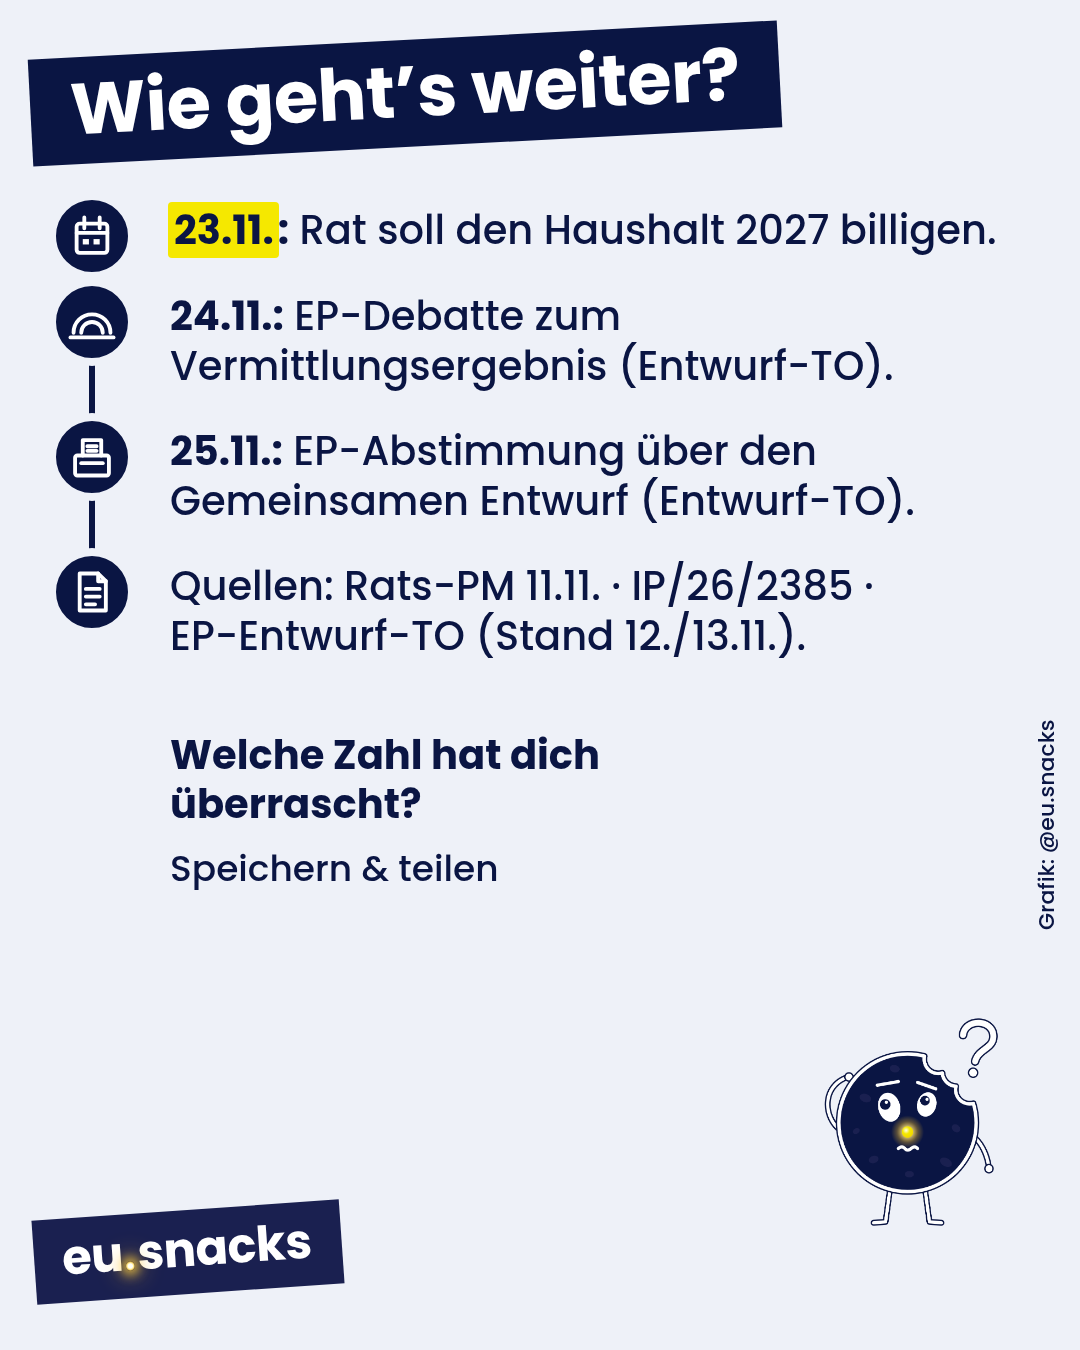 Wie geht’s weiter?
23.11.: Rat soll den Haushalt 2027 billigen.
24.11.: EP-Debatte zum
Vermittlungsergebnis (Entwurf-TO).
25.11.: EP-Abstimmung über den
Gemeinsamen Entwurf (Entwurf-TO).
Quellen: Rats-PM 11.11. · IP/26/2385 ·
EP-Entwurf-TO (Stand 12./13.11.).
Welche Zahl hat dich
überrascht?
Speichern & teilen
Grafik: @eu.snacks
?
eu.snacks